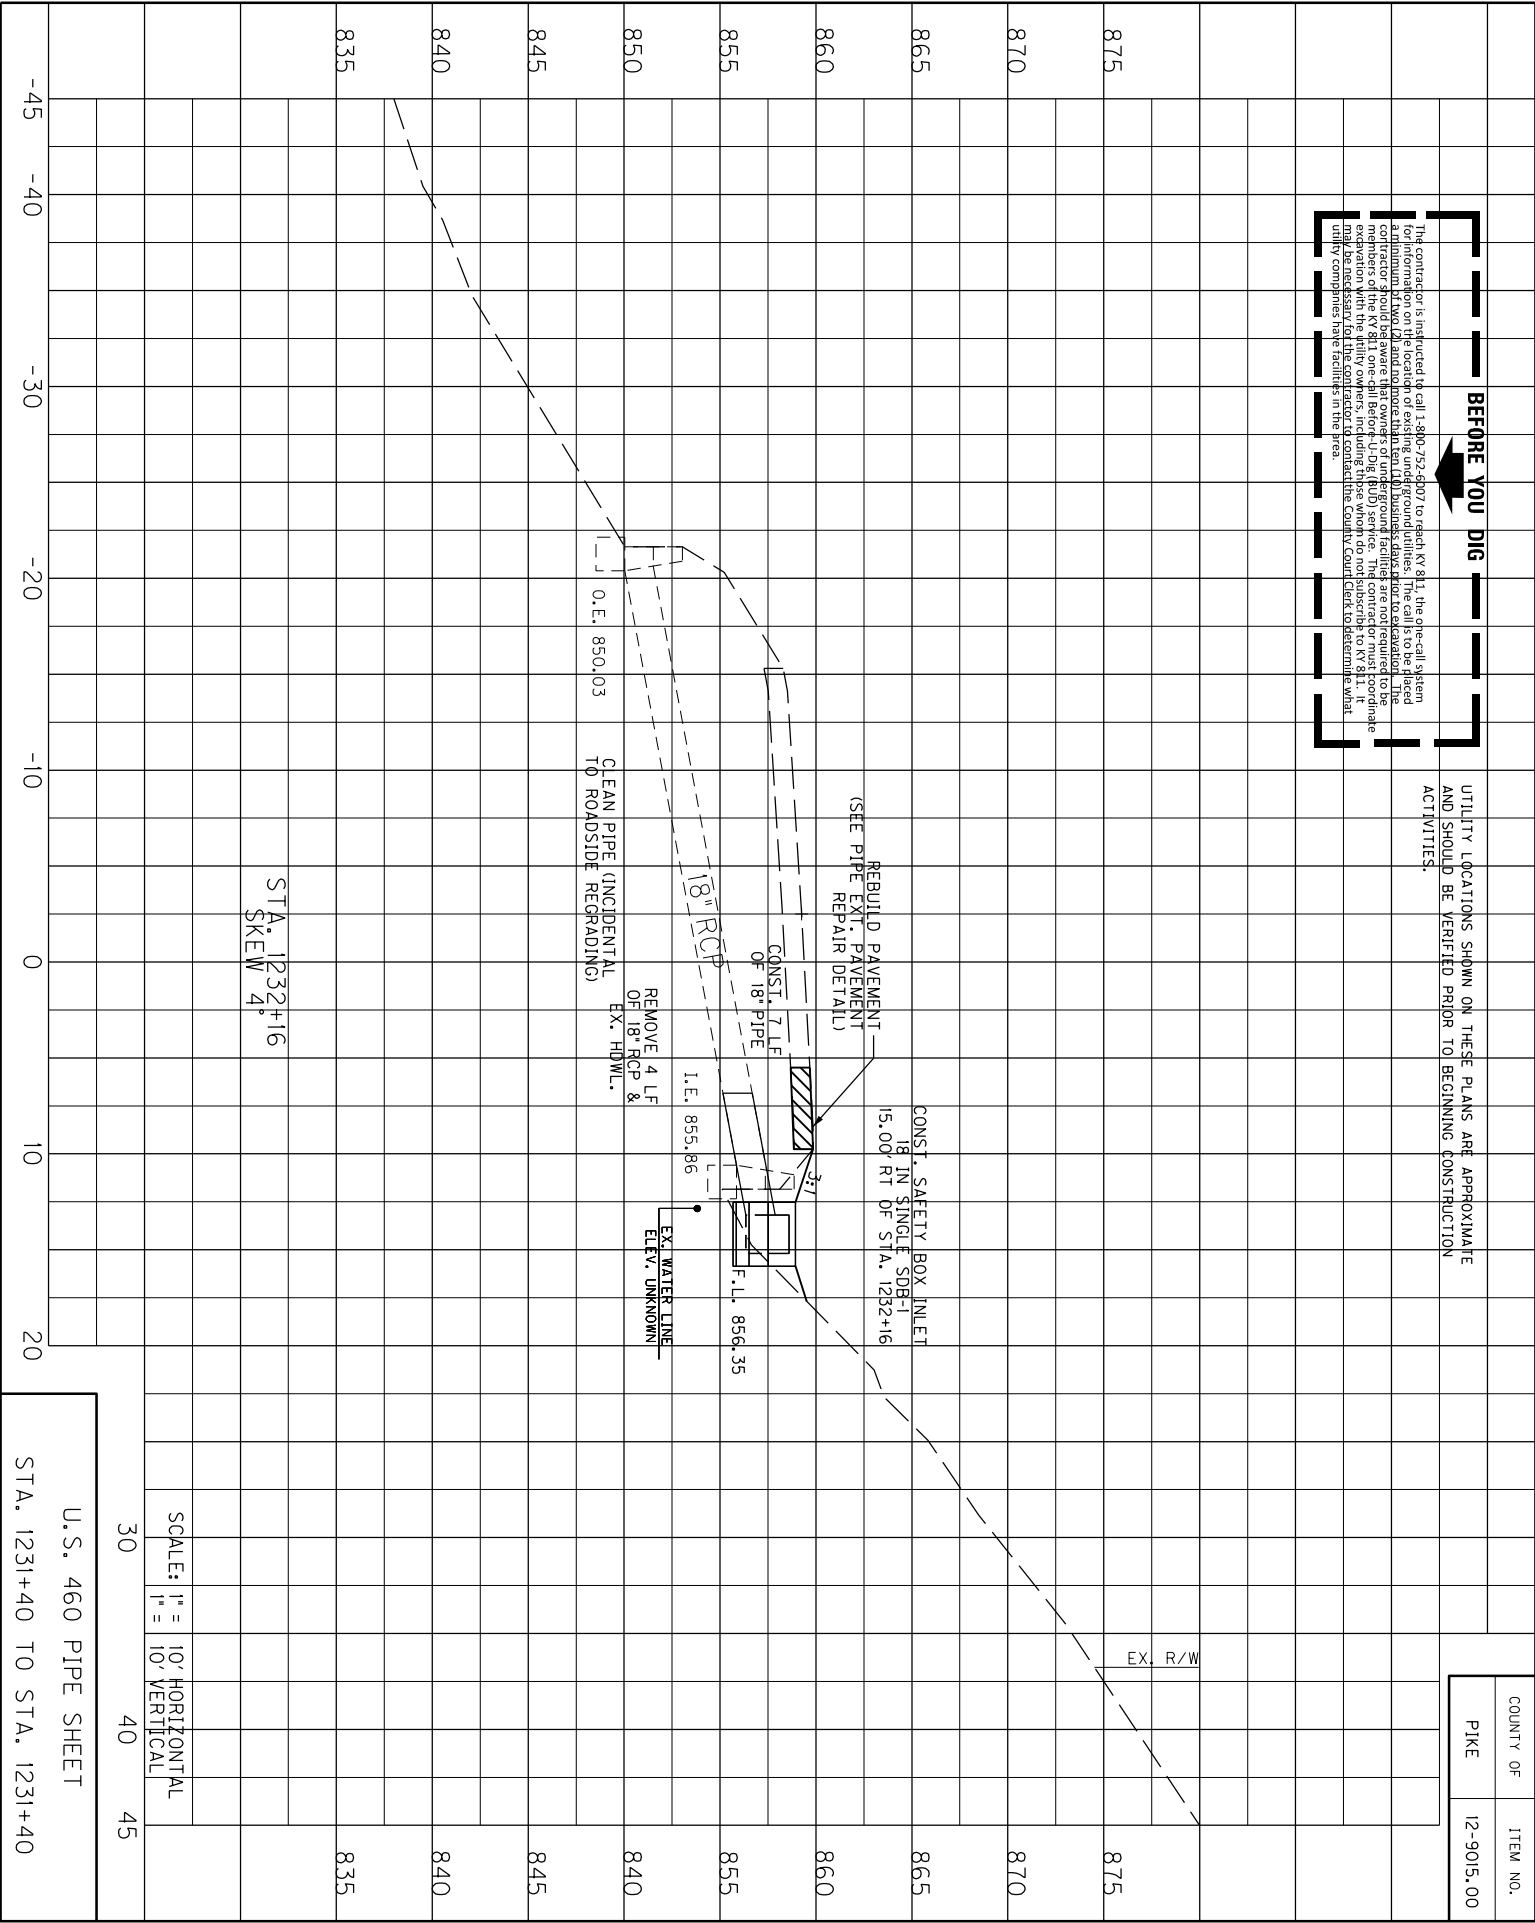 COUNTY OF
ITEM NO.
PIKE
12-9015.00
BEFORE YOU DIG
The contractor is instructed to call 1-800-752-6007 to reach KY 811, the one-call system
for information on the location of existing underground utilities. The call is to be placed
a minimum of two (2) and no more than ten (10) business days prior to excavation. The
contractor should be aware that owners of underground facilities are not required to be
members of the KY 811 one-call Before-U-Dig (BUD) service. The contractor must coordinate
excavation with the utility owners, including those whom do not subscribe to KY 811. It
may be necessary for the contractor to contact the County Court Clerk to determine what
utility companies have facilities in the area.
UTILITY LOCATIONS SHOWN ON THESE PLANS ARE APPROXIMATE
AND SHOULD BE VERIFIED PRIOR TO BEGINNING CONSTRUCTION
ACTIVITIES.
EX. R/W
875
870
865
860
855
850
845
840
835
875
870
865
860
855
840
845
840
835
CONST. SAFETY BOX INLET
18 IN SINGLE SDB-1
15.00' RT OF STA. 1232+16
REBUILD PAVEMENT
(SEE PIPE EXT. PAVEMENT
REPAIR DETAIL)
3:1
CONST. 7 LF
OF 18" PIPE
18" RCP
F.L. 856.35
I.E. 855.86
EX. WATER LINE
ELEV. UNKNOWN
REMOVE 4 LF
OF 18" RCP &
EX. HDWL.
O.E. 850.03
CLEAN PIPE (INCIDENTAL
TO ROADSIDE REGRADING)
STA. 1232+16
SKEW 4°
SCALE: 1" = 10' HORIZONTAL
1" = 10' VERTICAL
-45
-40
-30
-20
-10
0
10
20
30
40
45
U.S. 460 PIPE SHEET
STA. 1231+40 TO STA. 1231+40